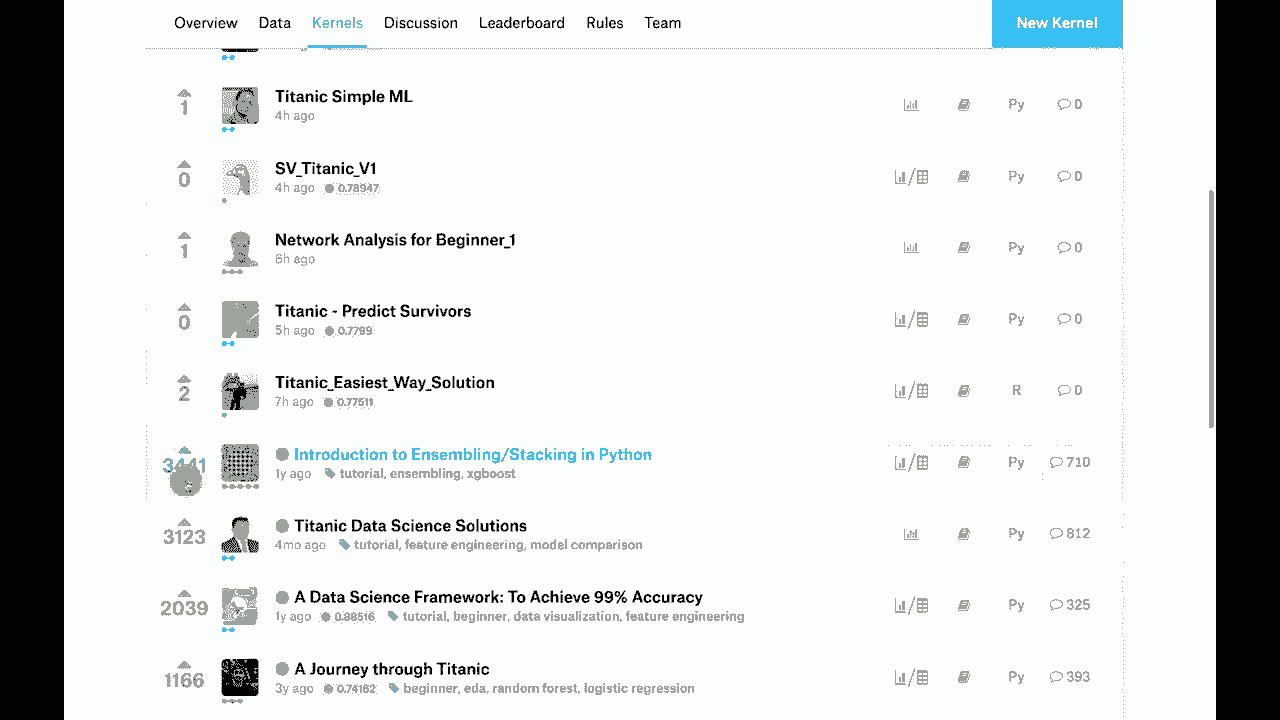 Overview Data Kernels Discussion Leaderboard Rules Team New Kernel
1 Titanic Simple ML Py 0
4h ago
0 SV_Titanic_V1 Py 0
4h ago 0.78947
1 Network Analysis for Beginner_1 Py 0
6h ago
0 Titanic - Predict Survivors Py 0
5h ago 0.7799
2 Titanic_Easiest_Way_Solution R 0
7h ago 0.77511
3441 Introduction to Ensembling/Stacking in Python Py 710
1y ago tutorial, ensembling, xgboost
3123 Titanic Data Science Solutions Py 812
4mo ago tutorial, feature engineering, model comparison
2039 A Data Science Framework: To Achieve 99% Accuracy Py 325
1y ago tutorial, beginner, data visualization, feature engineering
1166 A Journey through Titanic Py 393
3y ago 0.74162 beginner, eda, random forest, logistic regression